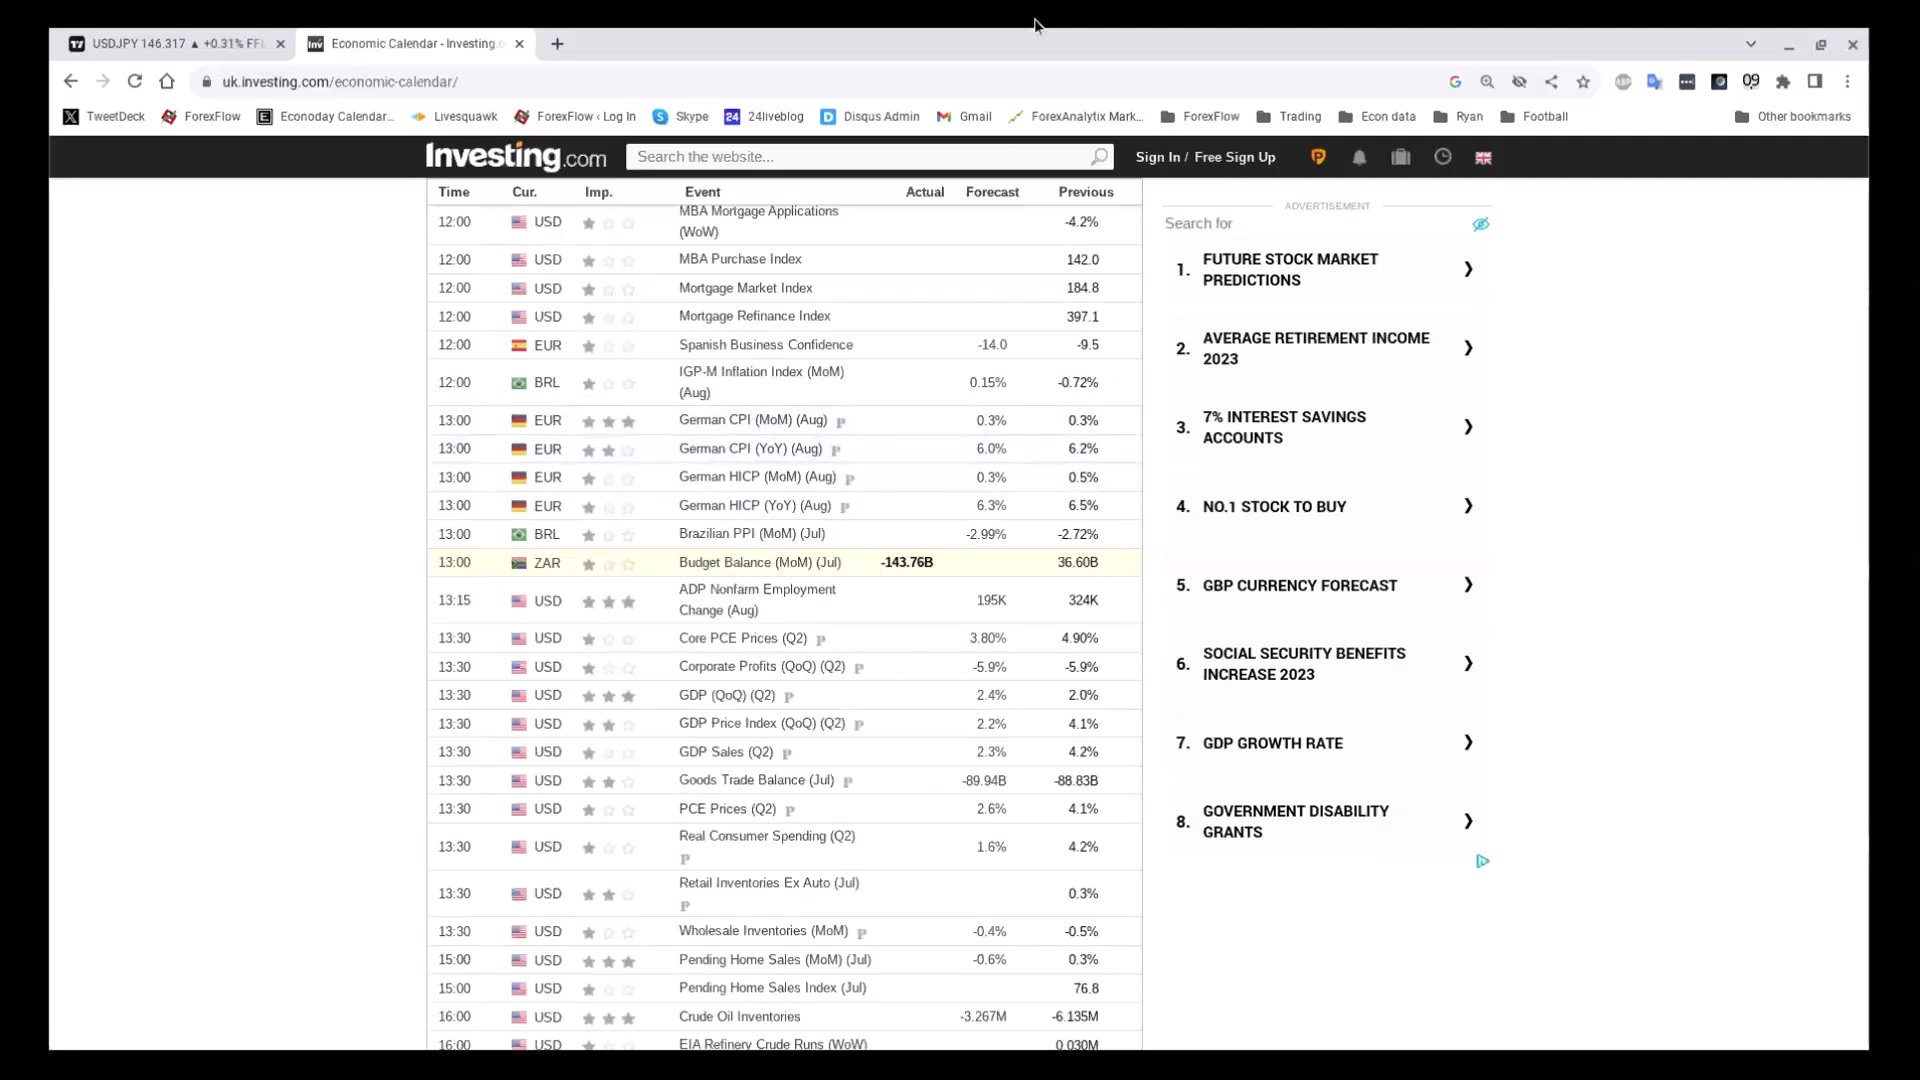 USDJPY 146.317 ▲ +0.31% FFL
Economic Calendar - Investing.c
uk.investing.com/economic-calendar/
09
TweetDeck ForexFlow Econoday Calendar... Livesquawk ForexFlow ‹ Log In Skype 24 24liveblog Disqus Admin Gmail ForexAnalytix Mark... ForexFlow Trading Econ data Ryan Football Other bookmarks
Investing.com Search the website... Sign In / Free Sign Up
Time Cur. Imp. Event Actual Forecast Previous
12:00 USD MBA Mortgage Applications (WoW) -4.2%
12:00 USD MBA Purchase Index 142.0
12:00 USD Mortgage Market Index 184.8
12:00 USD Mortgage Refinance Index 397.1
12:00 EUR Spanish Business Confidence -14.0 -9.5
12:00 BRL IGP-M Inflation Index (MoM) (Aug) 0.15% -0.72%
13:00 EUR German CPI (MoM) (Aug) P 0.3% 0.3%
13:00 EUR German CPI (YoY) (Aug) P 6.0% 6.2%
13:00 EUR German HICP (MoM) (Aug) P 0.3% 0.5%
13:00 EUR German HICP (YoY) (Aug) P 6.3% 6.5%
13:00 BRL Brazilian PPI (MoM) (Jul) -2.99% -2.72%
13:00 ZAR Budget Balance (MoM) (Jul) -143.76B 36.60B
13:15 USD ADP Nonfarm Employment Change (Aug) 195K 324K
13:30 USD Core PCE Prices (Q2) P 3.80% 4.90%
13:30 USD Corporate Profits (QoQ) (Q2) P -5.9% -5.9%
13:30 USD GDP (QoQ) (Q2) P 2.4% 2.0%
13:30 USD GDP Price Index (QoQ) (Q2) P 2.2% 4.1%
13:30 USD GDP Sales (Q2) P 2.3% 4.2%
13:30 USD Goods Trade Balance (Jul) P -89.94B -88.83B
13:30 USD PCE Prices (Q2) P 2.6% 4.1%
13:30 USD Real Consumer Spending (Q2) P 1.6% 4.2%
13:30 USD Retail Inventories Ex Auto (Jul) P 0.3%
13:30 USD Wholesale Inventories (MoM) P -0.4% -0.5%
15:00 USD Pending Home Sales (MoM) (Jul) -0.6% 0.3%
15:00 USD Pending Home Sales Index (Jul) 76.8
16:00 USD Crude Oil Inventories -3.267M -6.135M
16:00 USD EIA Refinery Crude Runs (WoW) 0.030M
ADVERTISEMENT
Search for
1. FUTURE STOCK MARKET
PREDICTIONS
2. AVERAGE RETIREMENT INCOME
2023
3. 7% INTEREST SAVINGS
ACCOUNTS
4. NO.1 STOCK TO BUY
5. GBP CURRENCY FORECAST
6. SOCIAL SECURITY BENEFITS
INCREASE 2023
7. GDP GROWTH RATE
8. GOVERNMENT DISABILITY
GRANTS